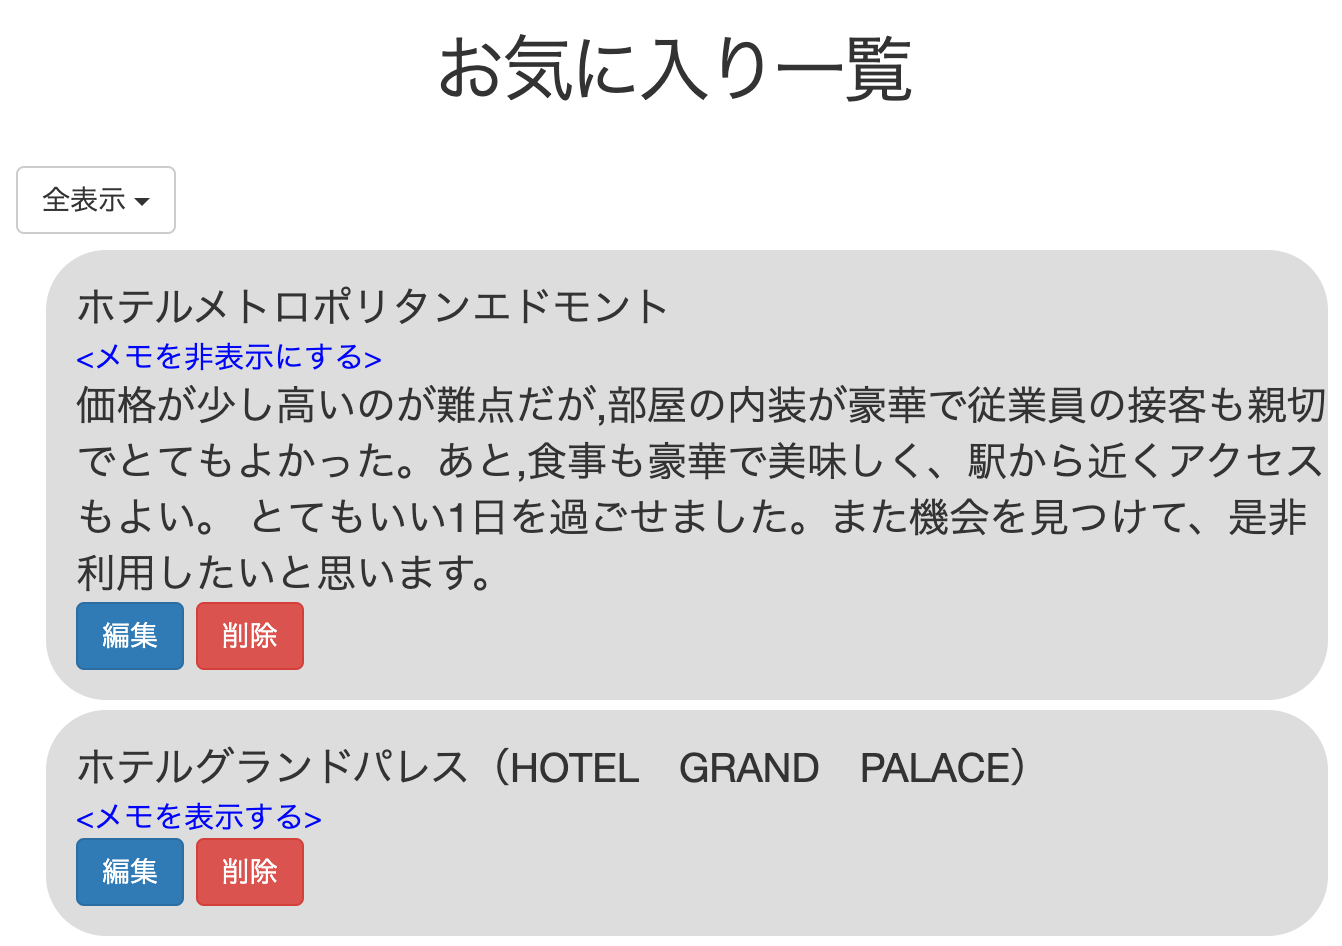 お気に入り一覧
全表示
ホテルメトロポリタンエドモント
<メモを非表示にする>
価格が少し高いのが難点だが,部屋の内装が豪華で従業員の接客も親切
でとてもよかった。あと,食事も豪華で美味しく、駅から近くアクセス
もよい。 とてもいい1日を過ごせました。また機会を見つけて、是非
利用したいと思います。
編集 削除
ホテルグランドパレス（HOTEL　GRAND　PALACE）
<メモを表示する>
編集 削除